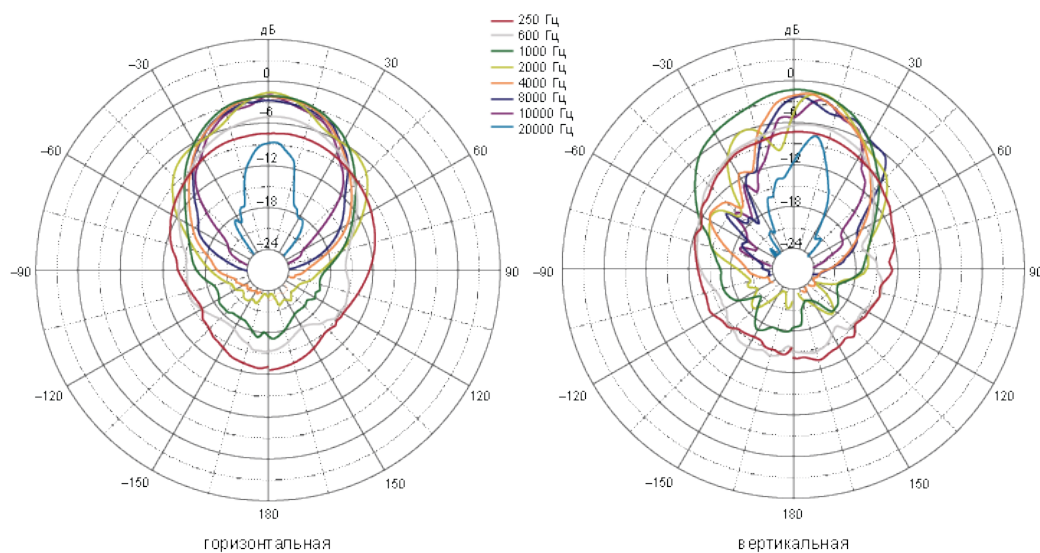 дБ
0
−6
−12
−18
−24
−30
30
−60
60
−90
90
−120
120
−150
150
180
горизонтальная
250 Гц
600 Гц
1000 Гц
2000 Гц
4000 Гц
8000 Гц
10000 Гц
20000 Гц
дБ
0
−6
−12
−18
−24
−30
30
−60
60
−90
90
−120
120
−150
150
180
вертикальная